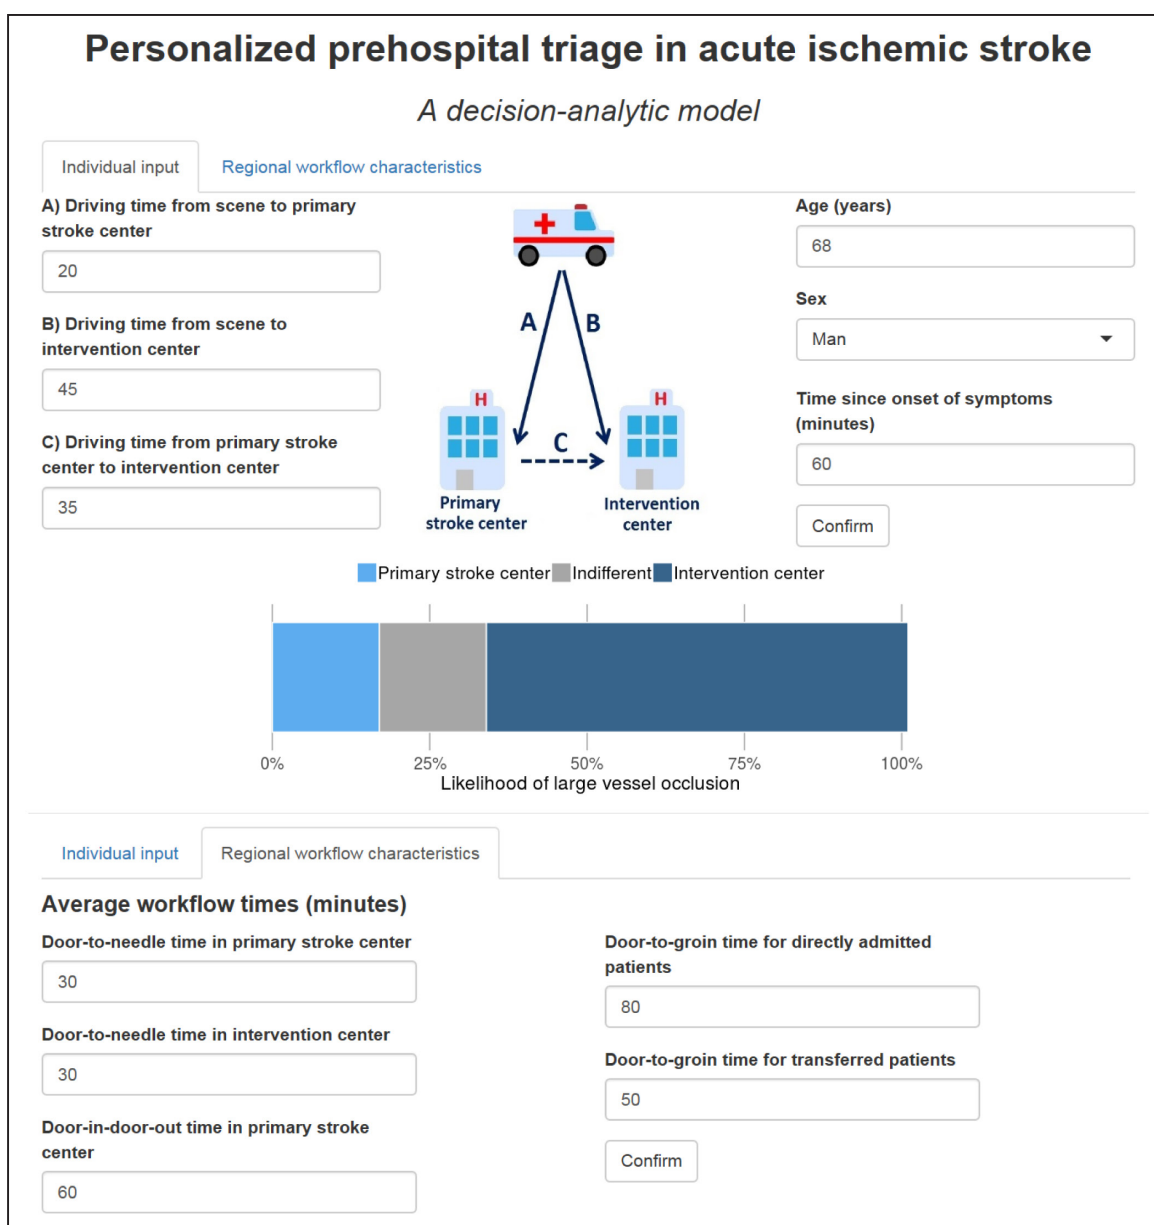 Personalized prehospital triage in acute ischemic stroke
A decision-analytic model
Individual input
Regional workflow characteristics
A) Driving time from scene to primary
stroke center
20
B) Driving time from scene to
intervention center
45
C) Driving time from primary stroke
center to intervention center
35
A
B
H
H
C
Primary
stroke center
Intervention
center
Age (years)
68
Sex
Man
Time since onset of symptoms
(minutes)
60
Confirm
Primary stroke center
Indifferent
Intervention center
0%
25%
50%
75%
100%
Likelihood of large vessel occlusion
Individual input
Regional workflow characteristics
Average workflow times (minutes)
Door-to-needle time in primary stroke center
30
Door-to-needle time in intervention center
30
Door-in-door-out time in primary stroke
center
60
Door-to-groin time for directly admitted
patients
80
Door-to-groin time for transferred patients
50
Confirm